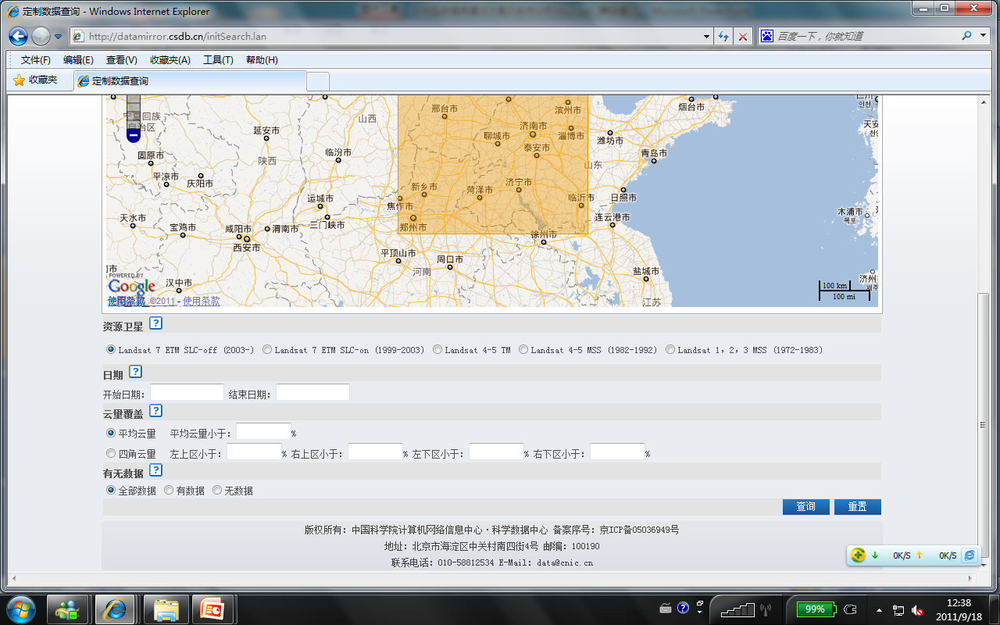 定制数据查询 - Windows Internet Explorer
http://datamirror.csdb.cn/initSearch.lan
百度一下，你就知道
文件(F) 编辑(E) 查看(V) 收藏夹(A) 工具(T) 帮助(H)
收藏夹 定制数据查询
邢台市 滨州市 烟台市 仁川 인천
宁夏回族自治区 山西 济南市
延安市 聊城市 淄博市 潍坊市
固原市 陕西 临汾市 泰安市 青岛市
平凉市 庆阳市 山东
新乡市 菏泽市 济宁市
运城市 焦作市 临沂市 日照市
天水市 三门峡市 连云港市 木浦市 목포
宝鸡市 咸阳市 渭南市 郑州市 徐州市
西安市 平顶山市 周口市
河南 盐城市
汉中市 江苏
POWERED BY
Google
使用条款 ©2011 - 使用条款
100 km
100 mi
资源卫星 ?
Landsat 7 ETM SLC-off (2003-) Landsat 7 ETM SLC-on (1999-2003) Landsat 4-5 TM Landsat 4-5 MSS (1982-1992) Landsat 1, 2, 3 MSS (1972-1983)
日期 ?
开始日期: 结束日期:
云量覆盖 ?
平均云量 平均云量小于: %
四角云量 左上区小于: % 右上区小于: % 左下区小于: % 右下区小于: %
有无数据 ?
全部数据 有数据 无数据
查询 重置
版权所有: 中国科学院计算机网络信息中心·科学数据中心 备案序号: 京ICP备05036949号
地址: 北京市海淀区中关村南四街4号 邮编: 100190
联系电话: 010-58812534 E-Mail: data@cnic.cn
0K/S 0K/S
99%
12:38
2011/9/18